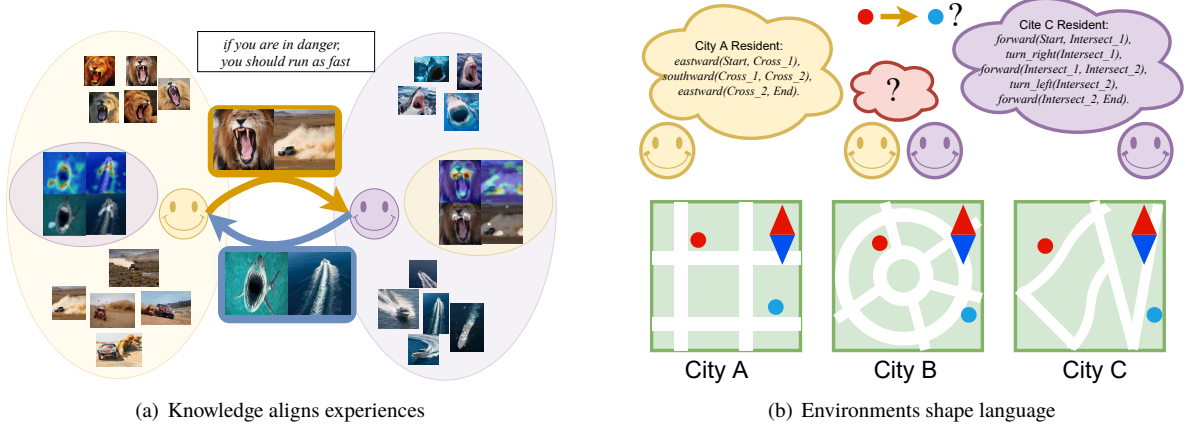 if you are in danger,
you should run as fast
(a) Knowledge aligns experiences
?
City A Resident:
eastward(Start, Cross_1),
southward(Cross_1, Cross_2),
eastward(Cross_2, End).
?
Cite C Resident:
forward(Start, Intersect_1),
turn_right(Intersect_1),
forward(Intersect_1, Intersect_2),
turn_left(Intersect_2),
forward(Intersect_2, End).
City A
City B
City C
(b) Environments shape language